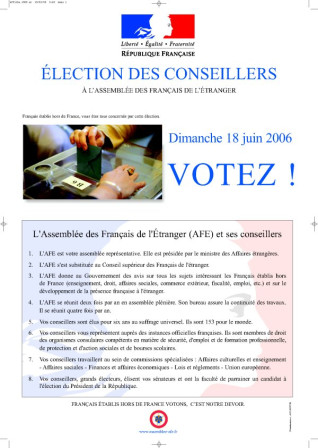 Liberté • Égalité • Fraternité
RÉPUBLIQUE FRANÇAISE
ÉLECTION DES CONSEILLERS
À L'ASSEMBLÉE DES FRANÇAIS DE L'ÉTRANGER
Français établis hors de France, vous êtes tous concernés par cette élection.
Dimanche 18 juin 2006
VOTEZ !
L'Assemblée des Français de l'Étranger (AFE) et ses conseillers
1. L'AFE est votre assemblée représentative. Elle est présidée par le ministre des Affaires étrangères.
2. L'AFE s'est substituée au Conseil supérieur des Français de l'étranger.
3. L'AFE donne au Gouvernement des avis sur tous les sujets intéressant les Français établis hors
de France (enseignement, droit, affaires sociales, commerce extérieur, fiscalité, emploi, etc.) et sur le
développement de la présence française à l'étranger.
4. L'AFE se réunit deux fois par an en assemblée plénière. Son bureau assure la continuité des travaux.
Il se réunit quatre fois par an.
5. Vos conseillers sont élus pour six ans au suffrage universel. Ils sont 153 pour le monde.
6. Vos conseillers vous représentent auprès des instances officielles françaises. Ils sont membres de droit
des organismes consulaires compétents en matière de sécurité, d'emploi et de formation professionnelle,
de protection et d'action sociales et de bourses scolaires.
7. Vos conseillers travaillent au sein de commissions spécialisées : Affaires culturelles et enseignement
- Affaires sociales - Finances et affaires économiques - Lois et règlements - Union européenne.
8. Vos conseillers, grands électeurs, élisent vos sénateurs et ont la faculté de parrainer un candidat à
l'élection du Président de la République.
FRANÇAIS ÉTABLIS HORS DE FRANCE VOTONS, C'EST NOTRE DEVOIR.
www.assemblee-afe.fr